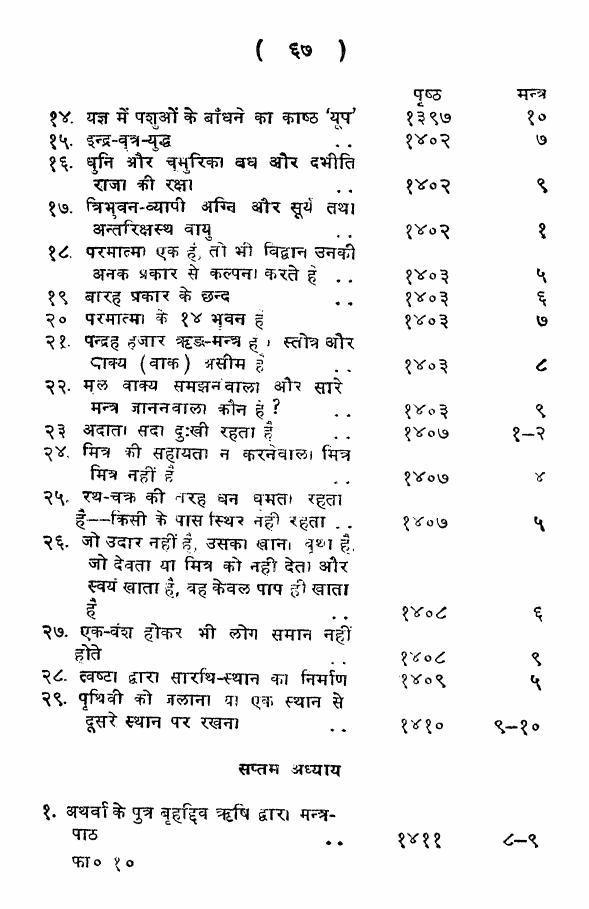 ( ६७ )
पृष्ठ मन्त्र
१४. यज्ञ में पशुओं के बाँधने का काष्ठ ‘यूप’ १३९७ १०
१५. इन्द्र-वृत्र-युद्ध .. १४०२ ७
१६. धुनि और चुमुरिका वध और दभीति
राजा की रक्षा .. १४०२ ९
१७. त्रिभुवन-व्यापी अग्नि और सूर्य तथा
अन्तरिक्षस्थ वायु .. १४०२ १
१८. परमात्मा एक हैं, तो भी विद्वान उनकी
अनक प्रकार से कल्पना करते हैं .. १४०३ ५
१९ बारह प्रकार के छन्द .. १४०३ ६
२० परमात्मा के १४ भुवन हैं १४०३ ७
२१. पन्द्रह हजार ऋङ-मन्त्र हैं। स्तोत्र और
वाक्य (वाक) असीम हैं .. १४०३ ८
२२. मूल वाक्य समझनवाला और सारे
मन्त्र जाननवाला कौन है? .. १४०३ ९
२३ अदाता सदा दुःखी रहता है .. १४०७ १–२
२४. मित्र की सहायता न करनेवाला मित्र
मित्र नहीं है .. १४०७ ४
२५. रथ-चक्र की तरह धन घूमता रहता
है—किसी के पास स्थिर नहीं रहता .. १४०७ ५
२६. जो उदार नहीं है, उसका खाना वृथा है.
जो देवता या मित्र को नहीं देता और
स्वयं खाता है, वह केवल पाप ही खाता
है .. १४०८ ६
२७. एक-वंश होकर भी लोग समान नहीं
होते .. १४०८ ९
२८. त्वष्टा द्वारा सारथि-स्थान का निर्माण १४०९ ५
२९. पृथिवी को जलाना या एक स्थान से
दूसरे स्थान पर रखना .. १४१० ९–१०
सप्तम अध्याय
१. अथर्वा के पुत्र बृहद्दिव ऋषि द्वारा मन्त्र-
पाठ .. १४११ ८–९
फा० १०